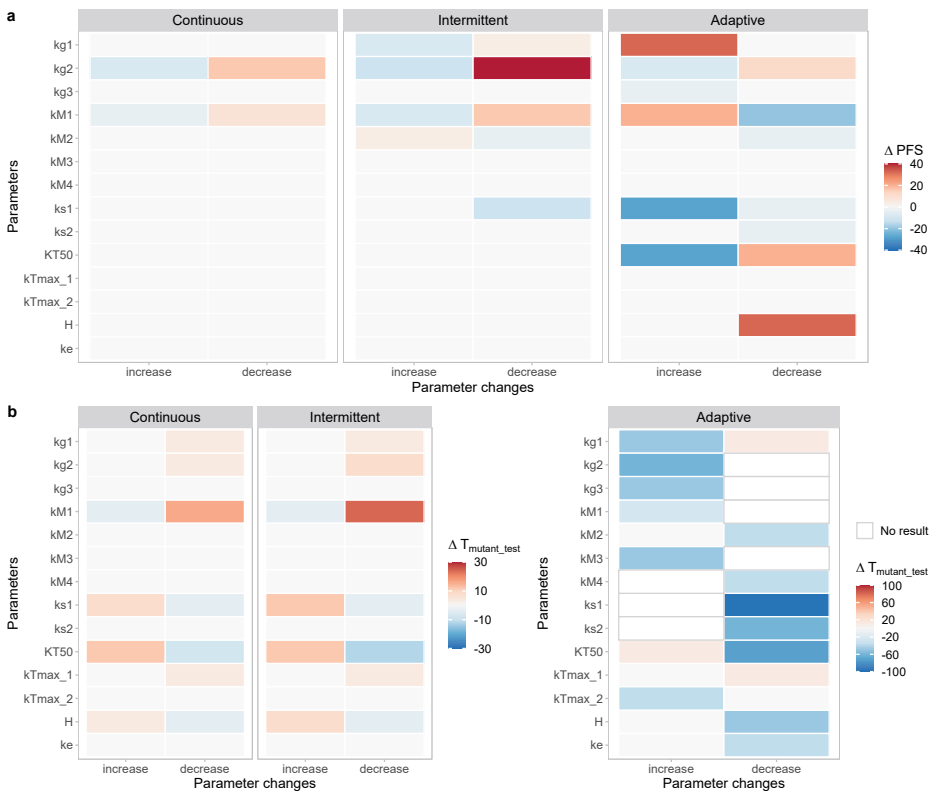 a
Continuous
Intermittent
Adaptive
Parameters
kg1
kg2
kg3
kM1
kM2
kM3
kM4
ks1
ks2
KT50
kTmax_1
kTmax_2
H
ke
Δ PFS
40
20
0
-20
-40
increase
decrease
increase
decrease
increase
decrease
Parameter changes
b
Continuous
Intermittent
Parameters
kg1
kg2
kg3
kM1
kM2
kM3
kM4
ks1
ks2
KT50
kTmax_1
kTmax_2
H
ke
increase
decrease
increase
decrease
Parameter changes
Δ Tmutant_test
30
10
-10
-30
Adaptive
Parameters
kg1
kg2
kg3
kM1
kM2
kM3
kM4
ks1
ks2
KT50
kTmax_1
kTmax_2
H
ke
increase
decrease
Parameter changes
No result
Δ Tmutant_test
100
60
20
-20
-60
-100